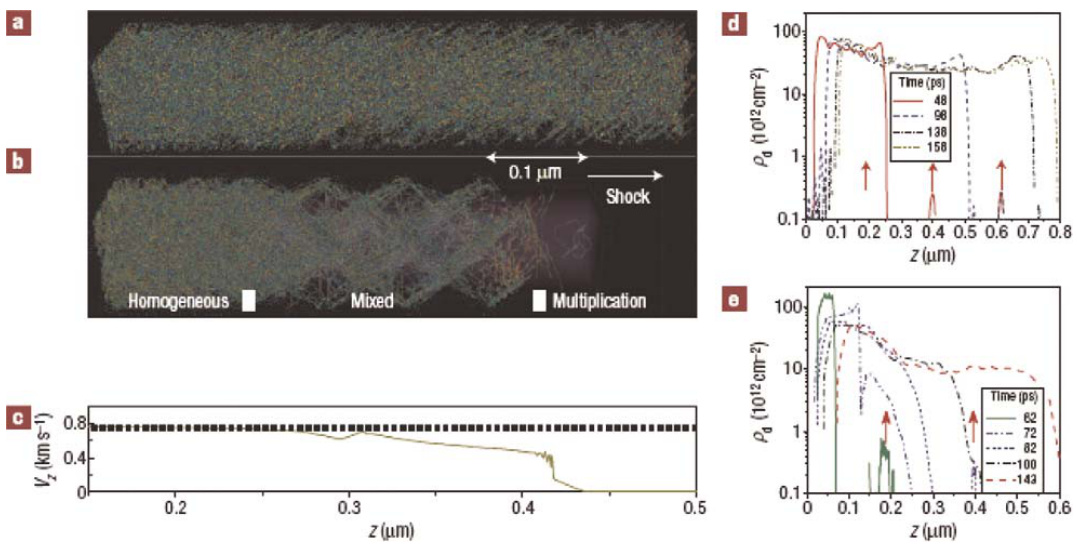 a
b
0.1 μm
Shock
Homogeneous
Mixed
Multiplication
c
V_z (km s⁻¹)
0.8
0.4
0
0.2
0.3
0.4
0.5
z (μm)
d
ρ_d (10¹² cm⁻²)
100
10
1
0.1
Time (ps)
48
98
138
158
0
0.1
0.2
0.3
0.4
0.5
0.6
0.7
0.8
z (μm)
e
ρ_d (10¹² cm⁻²)
100
10
1
0.1
Time (ps)
62
72
82
100
143
0
0.1
0.2
0.3
0.4
0.5
0.6
z (μm)